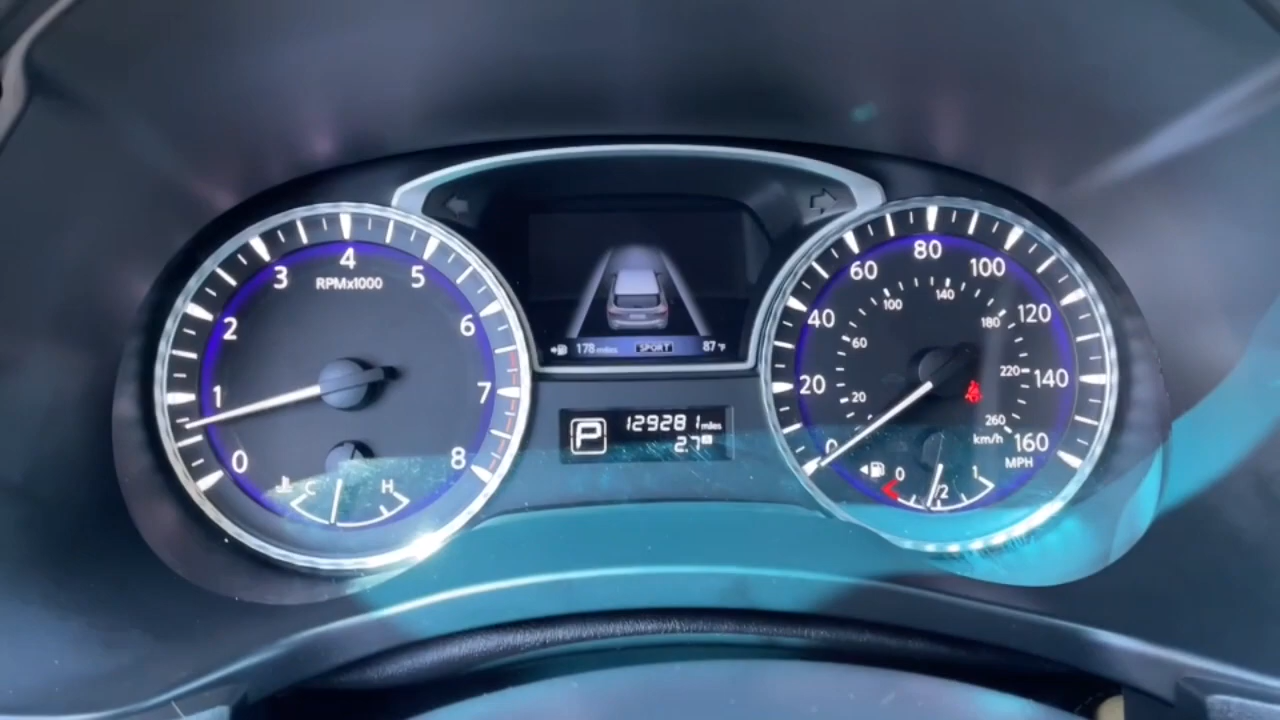 0 1 2 3 4 5 6 7 8
RPMx1000
C H
178 miles SPORT 87°F
P 129281 miles
2.7 A
0 20 40 60 80 100 120 140 160
MPH
20 60 100 140 180 220 260
km/h
0 1/2 1